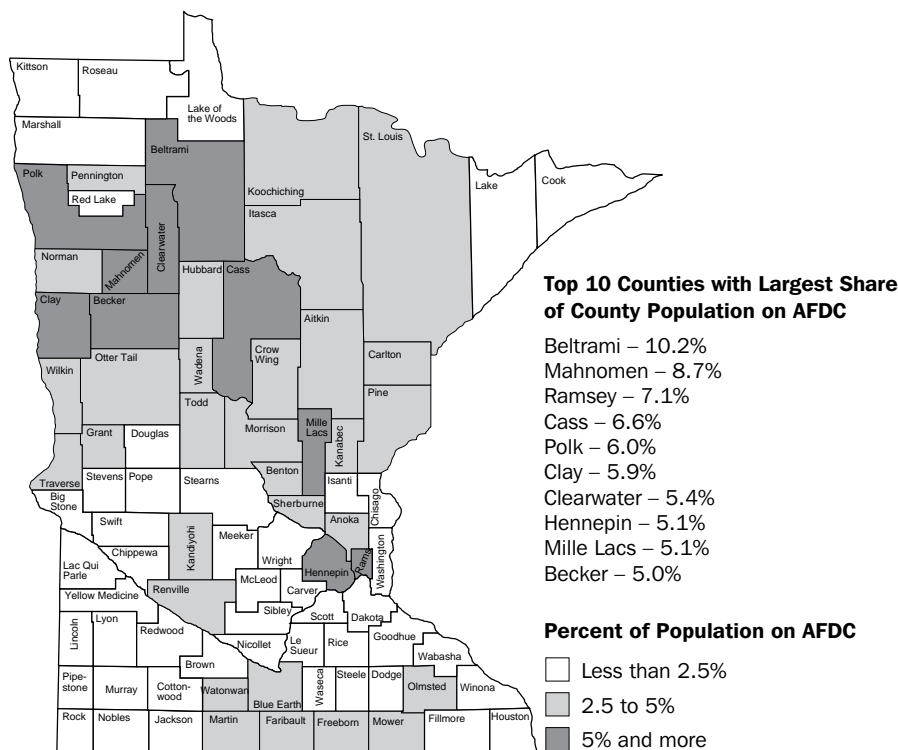 Kittson
Roseau
Lake of
the Woods
Marshall
Beltrami
St. Louis
Polk
Pennington
Red Lake
Koochiching
Lake
Cook
Itasca
Clearwater
Norman
Mahnomen
Hubbard
Cass
Clay
Becker
Aitkin
Otter Tail
Wilkin
Wadena
Crow
Wing
Carlton
Pine
Todd
Mille
Lacs
Grant
Douglas
Morrison
Kanabec
Benton
Traverse
Stevens
Pope
Stearns
Isanti
Big
Stone
Sherburne
Chisago
Swift
Kandiyohi
Meeker
Anoka
Chippewa
Wright
Washington
Lac Qui
Parle
Hennepin
Rams
McLeod
Carver
Yellow Medicine
Renville
Sibley
Scott
Dakota
Lincoln
Lyon
Redwood
Nicollet
Le
Sueur
Rice
Goodhue
Brown
Wabasha
Pipe-
stone
Murray
Cotton-
wood
Watonwan
Blue Earth
Waseca
Steele
Dodge
Olmsted
Winona
Rock
Nobles
Jackson
Martin
Faribault
Freeborn
Mower
Fillmore
Houston
Top 10 Counties with Largest Share
of County Population on AFDC
Beltrami – 10.2%
Mahnomen – 8.7%
Ramsey – 7.1%
Cass – 6.6%
Polk – 6.0%
Clay – 5.9%
Clearwater – 5.4%
Hennepin – 5.1%
Mille Lacs – 5.1%
Becker – 5.0%
Percent of Population on AFDC
Less than 2.5%
2.5 to 5%
5% and more